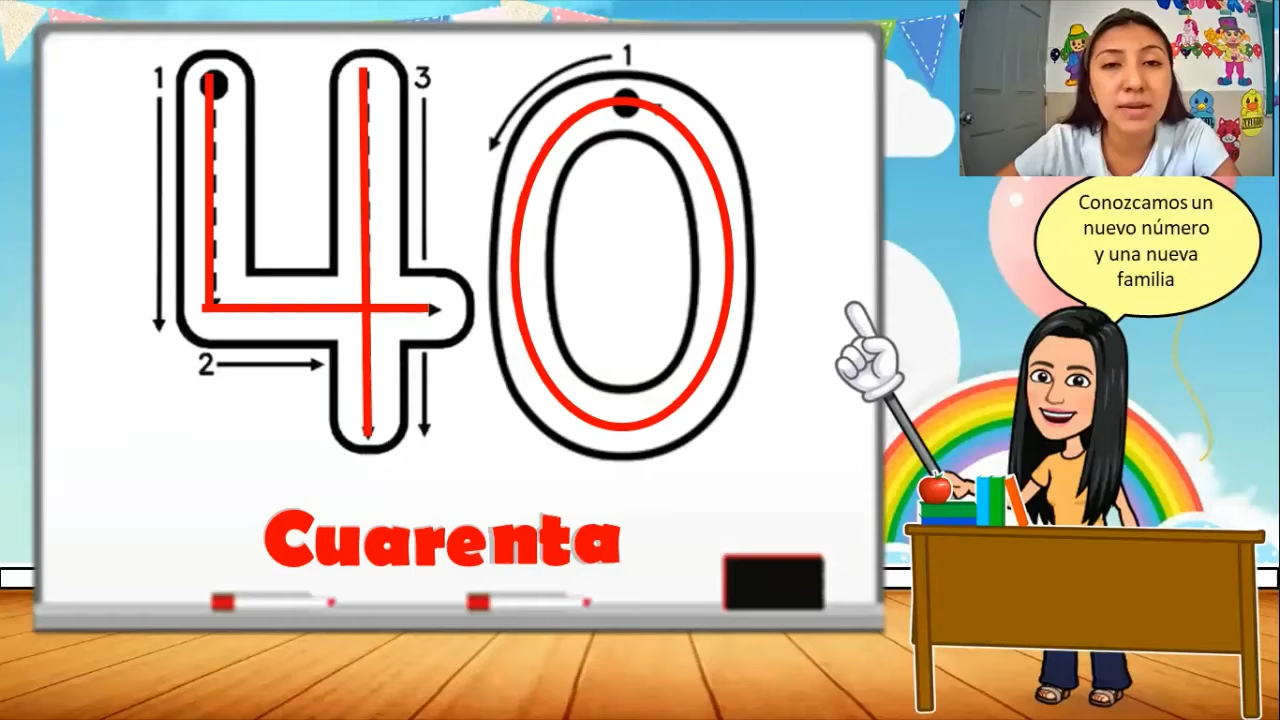 1
3
2
1
40
Cuarenta
Conozcamos un
nuevo número
y una nueva
familia